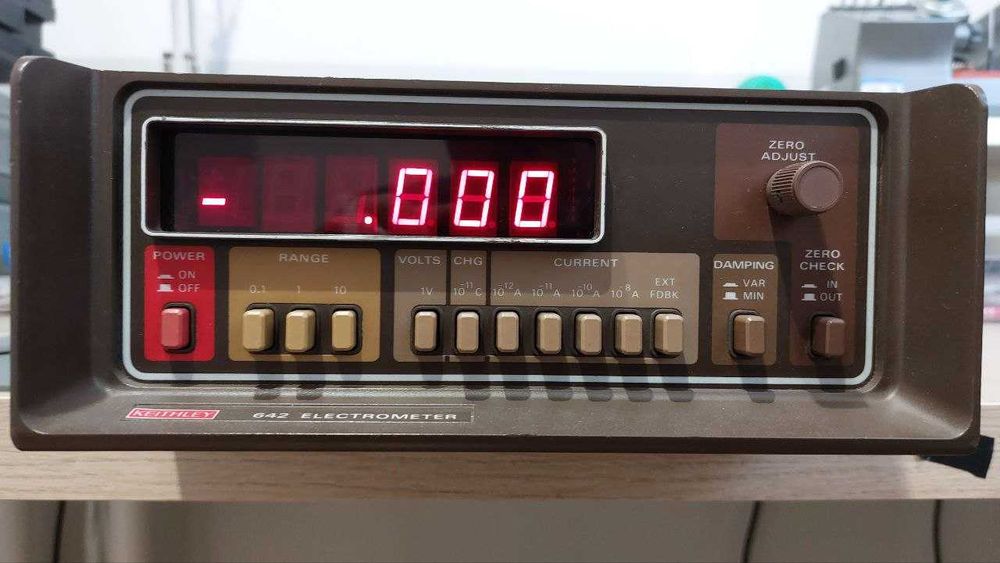 - .000
ZERO
ADJUST
POWER
ON
OFF
RANGE
0.1 1 10
VOLTS
1V
CHG
10⁻¹¹ C
CURRENT
10⁻¹² A 10⁻¹¹ A 10⁻¹⁰ A 10⁻⁸ A
EXT
FDBK
DAMPING
VAR
MIN
ZERO
CHECK
IN
OUT
KEITHLEY 642 ELECTROMETER